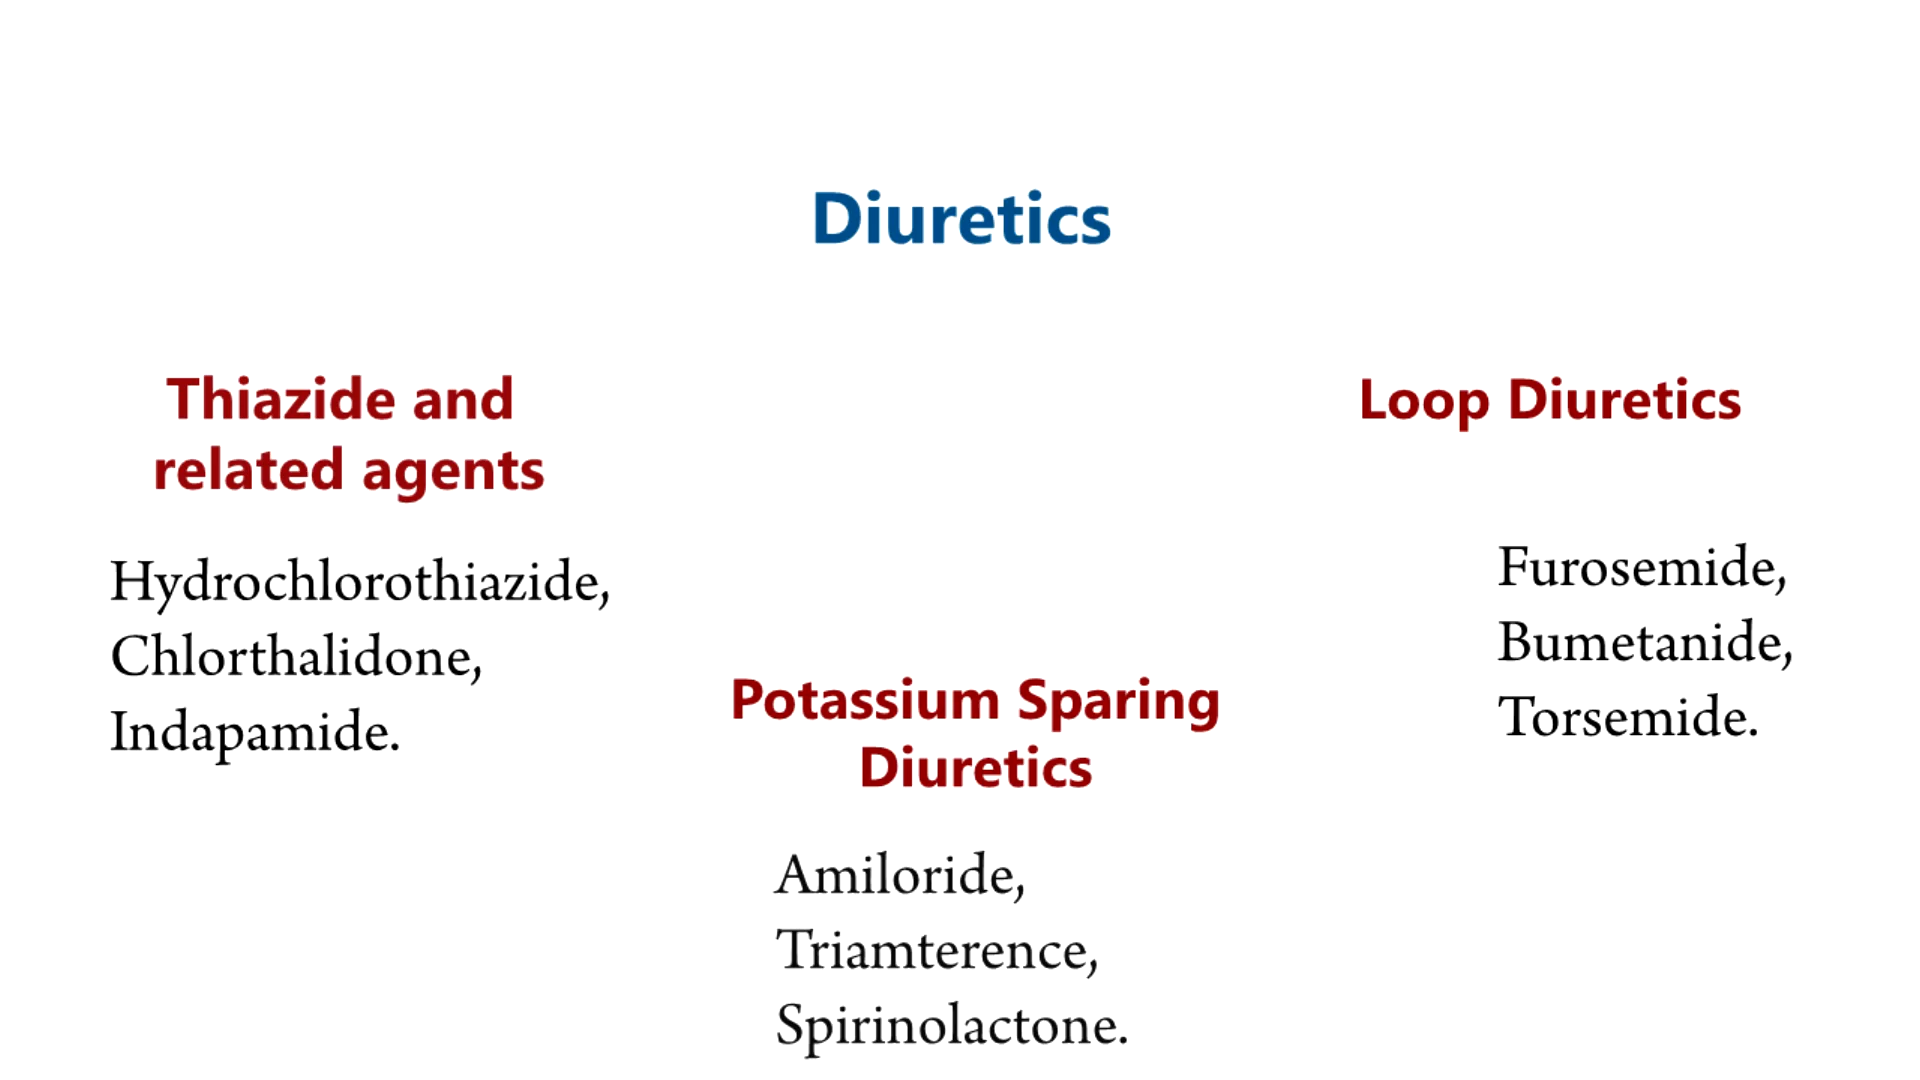 Diuretics
Thiazide and
related agents
Hydrochlorothiazide,
Chlorthalidone,
Indapamide.
Potassium Sparing
Diuretics
Amiloride,
Triamterence,
Spirinolactone.
Loop Diuretics
Furosemide,
Bumetanide,
Torsemide.